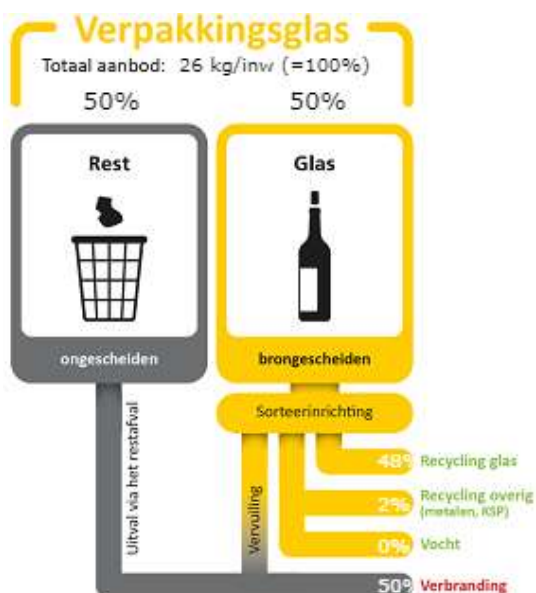 Verpakkingsglas
Totaal aanbod: 26 kg/inw (=100%)
50% 50%
Rest
Glas
ongescheiden
brongescheiden
Sorteerinrichting
Uitval via het restafval
Vervuiling
48% Recycling glas
2% Recycling overig
(metalen, KSP)
0% Vocht
50% Verbranding